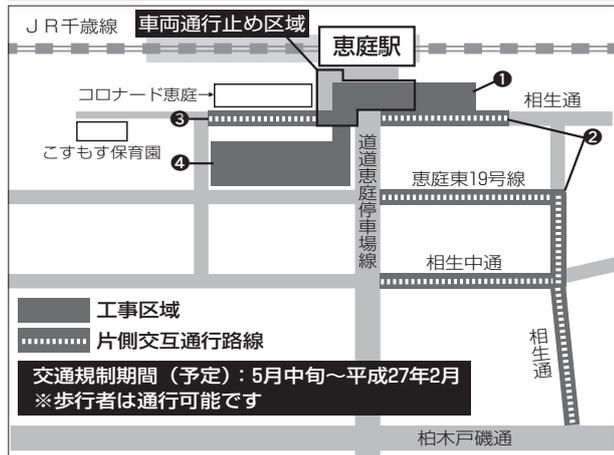 JR千歳線
車両通行止め区域
恵庭駅
❶
コロナード恵庭→
相生通
❸
❷
こすもす保育園
❹
道道恵庭停車場線
恵庭東19号線
相生中通
工事区域
片側交互通行路線
相生通
交通規制期間（予定）：5月中旬～平成27年2月
※歩行者は通行可能です
柏木戸磯通